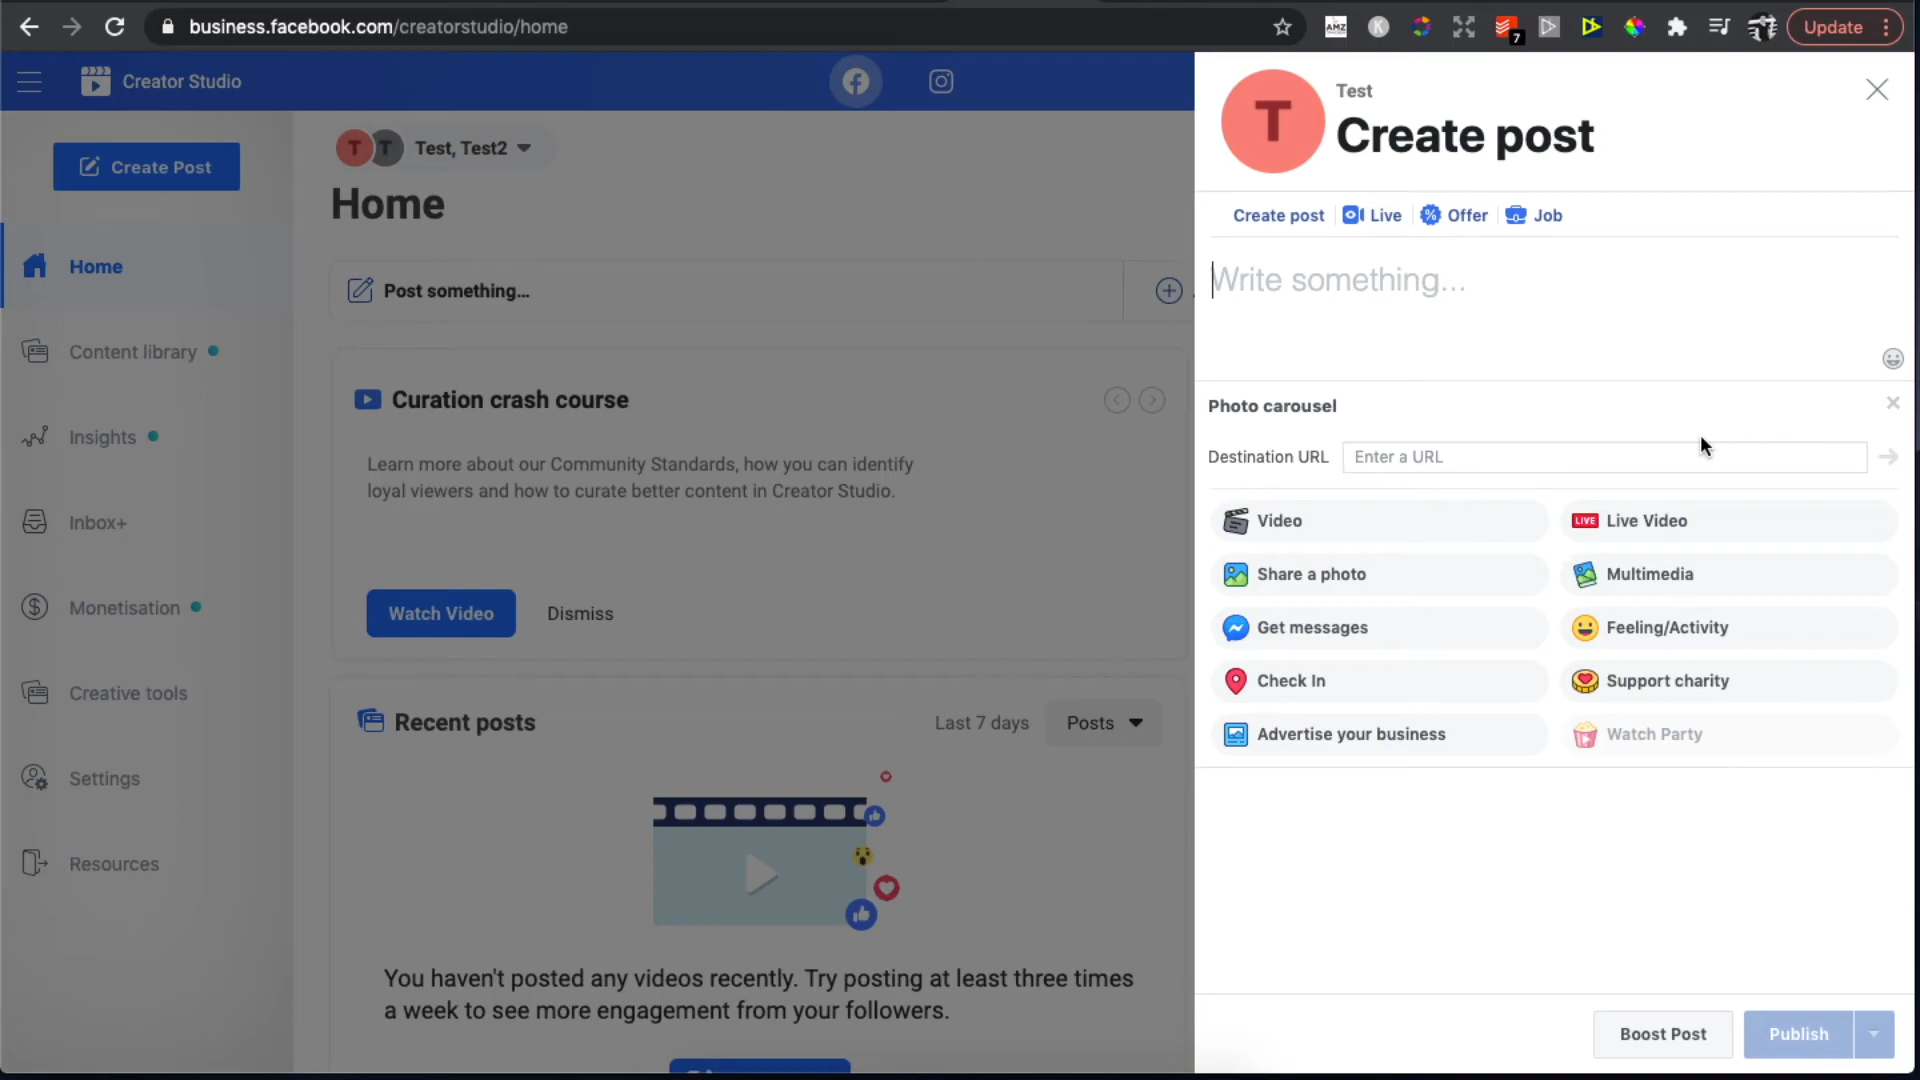 business.facebook.com/creatorstudio/home
AMZ
K
7
Update
Creator Studio
Create Post
Home
Content library
Insights
Inbox+
Monetisation
Creative tools
Settings
Resources
T T Test, Test2
Home
Post something...
Curation crash course
Learn more about our Community Standards, how you can identify
loyal viewers and how to curate better content in Creator Studio.
Watch Video Dismiss
Recent posts Last 7 days Posts
You haven't posted any videos recently. Try posting at least three times
a week to see more engagement from your followers.
T
Test
Create post
Create post Live Offer Job
Write something...
Photo carousel
Destination URL Enter a URL
Video LIVE Live Video
Share a photo Multimedia
Get messages Feeling/Activity
Check In Support charity
Advertise your business Watch Party
Boost Post Publish